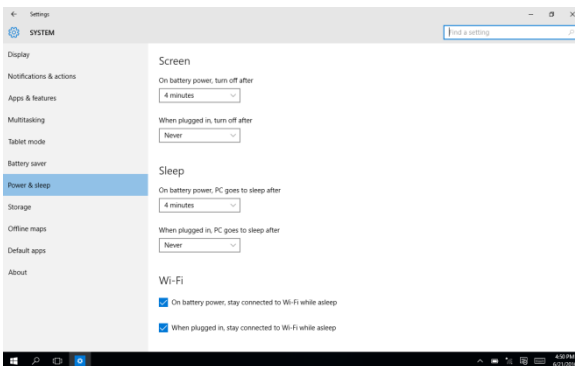 Settings
SYSTEM
Find a setting
Display
Notifications & actions
Apps & features
Multitasking
Tablet mode
Battery saver
Power & sleep
Storage
Offline maps
Default apps
About
Screen
On battery power, turn off after
4 minutes
When plugged in, turn off after
Never
Sleep
On battery power, PC goes to sleep after
4 minutes
When plugged in, PC goes to sleep after
Never
Wi-Fi
On battery power, stay connected to Wi-Fi while asleep
When plugged in, stay connected to Wi-Fi while asleep
4:50 PM